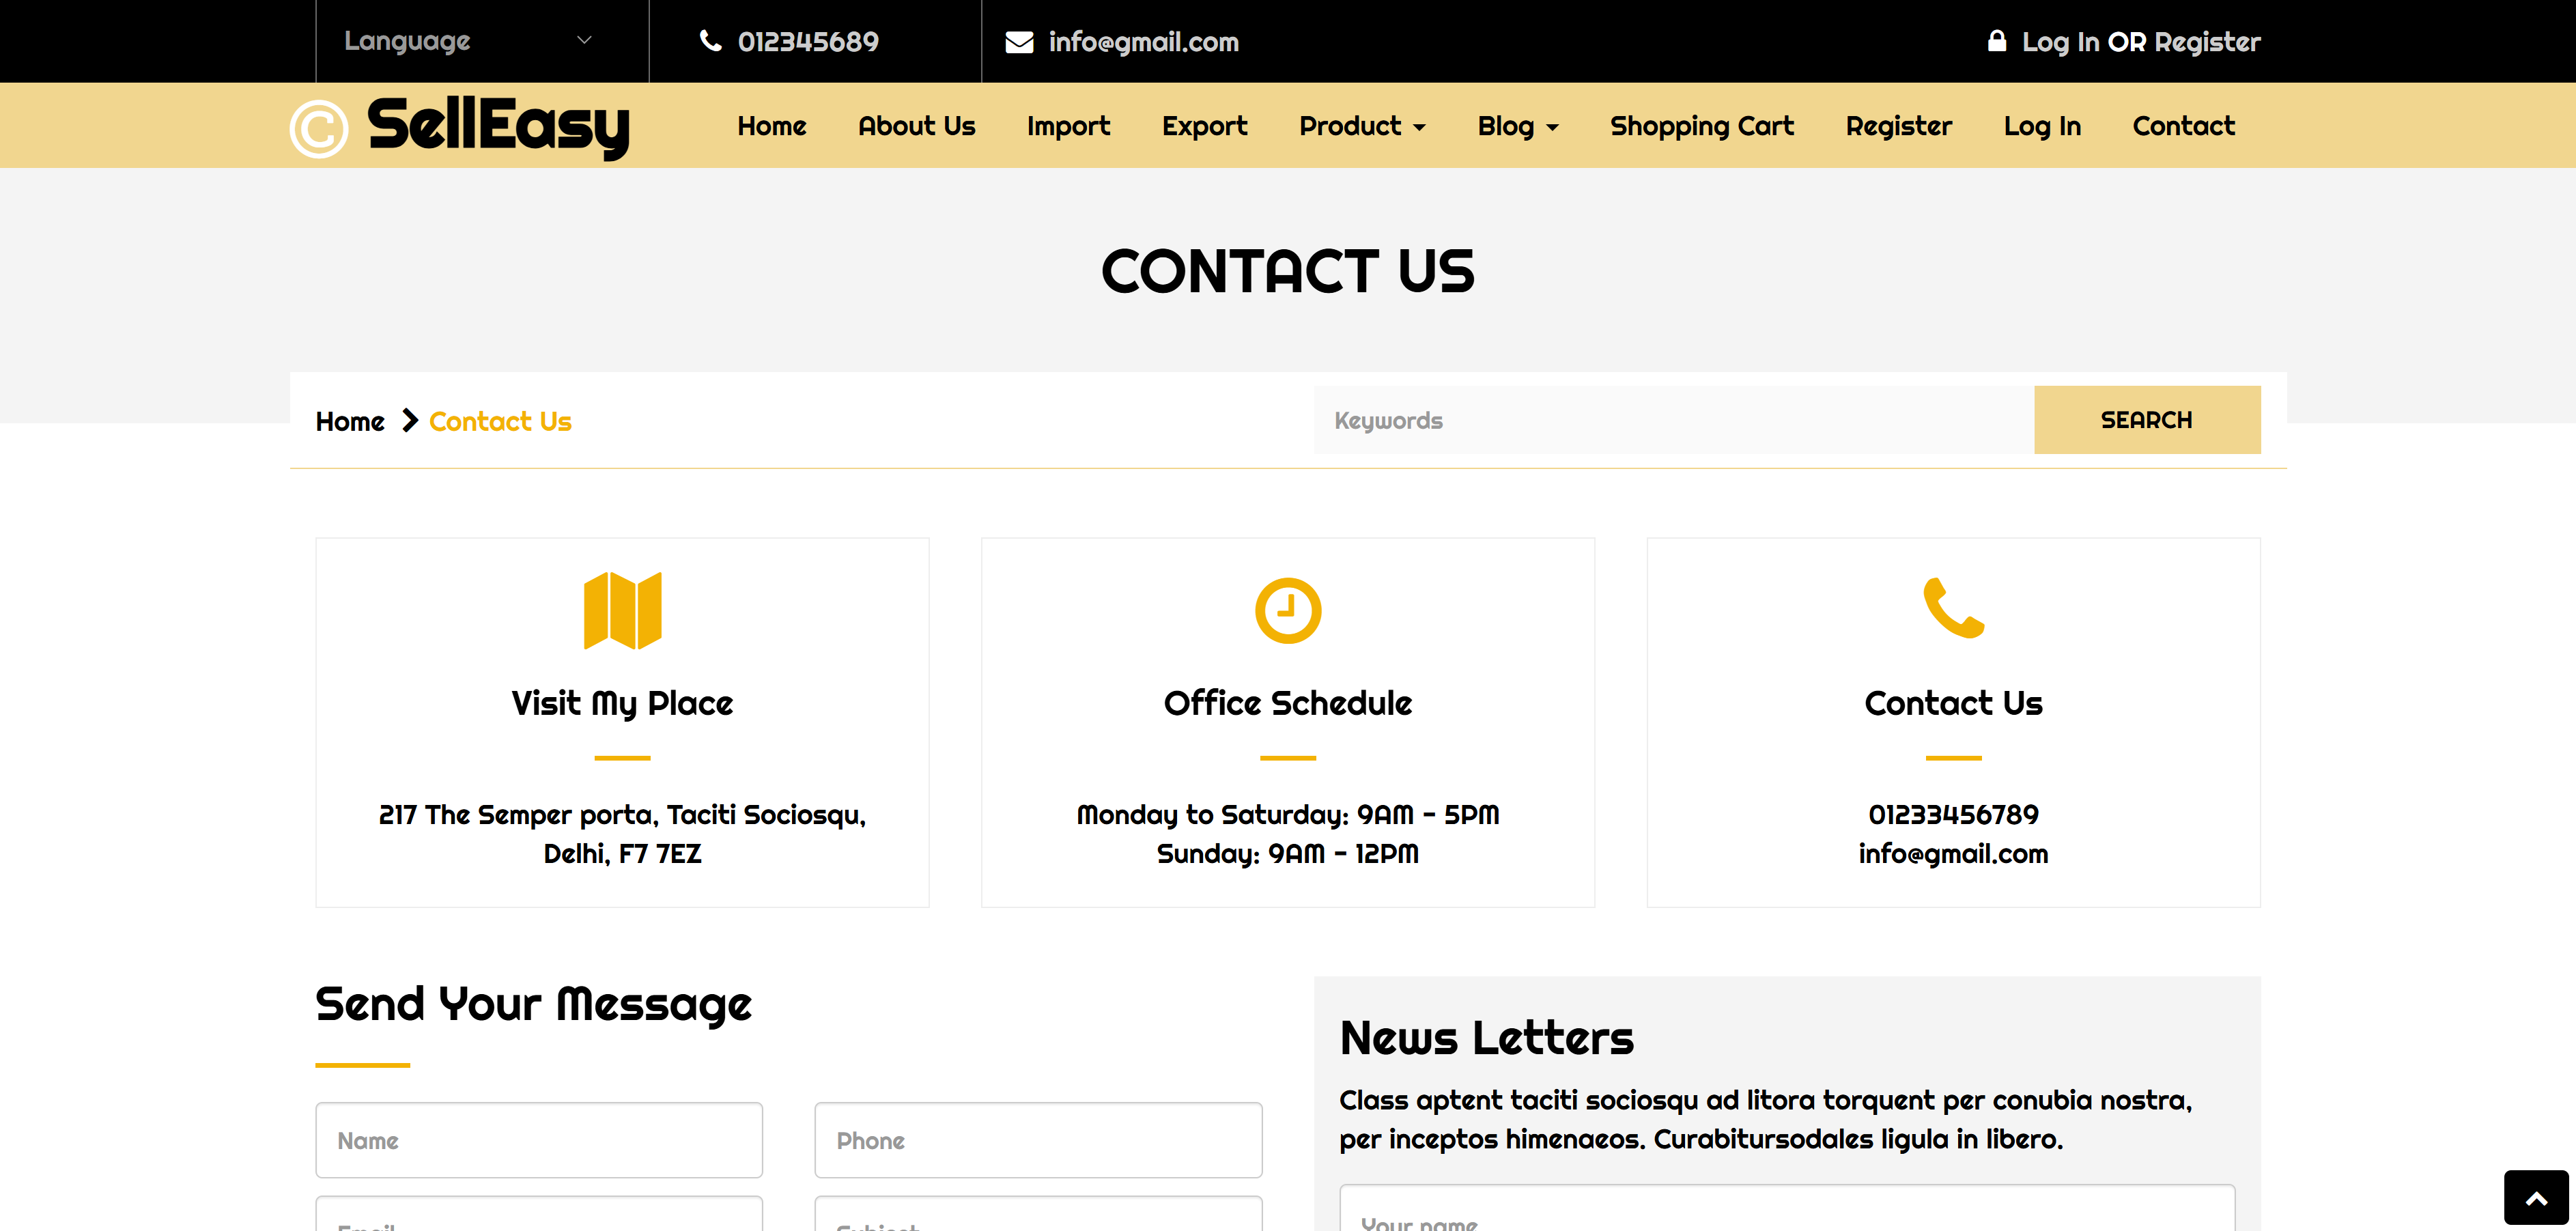 Language
012345689
info@gmail.com
Log In OR Register
© SellEasy
Home About Us Import Export Product Blog Shopping Cart Register Log In Contact
CONTACT US
Home Contact Us
Keywords
SEARCH
Visit My Place
217 The Semper porta, Taciti Sociosqu,
Delhi, F7 7EZ
Office Schedule
Monday to Saturday: 9AM - 5PM
Sunday: 9AM - 12PM
Contact Us
01233456789
info@gmail.com
Send Your Message
Name
Phone
Email
Subject
News Letters
Class aptent taciti sociosqu ad litora torquent per conubia nostra,
per inceptos himenaeos. Curabitursodales ligula in libero.
Your name